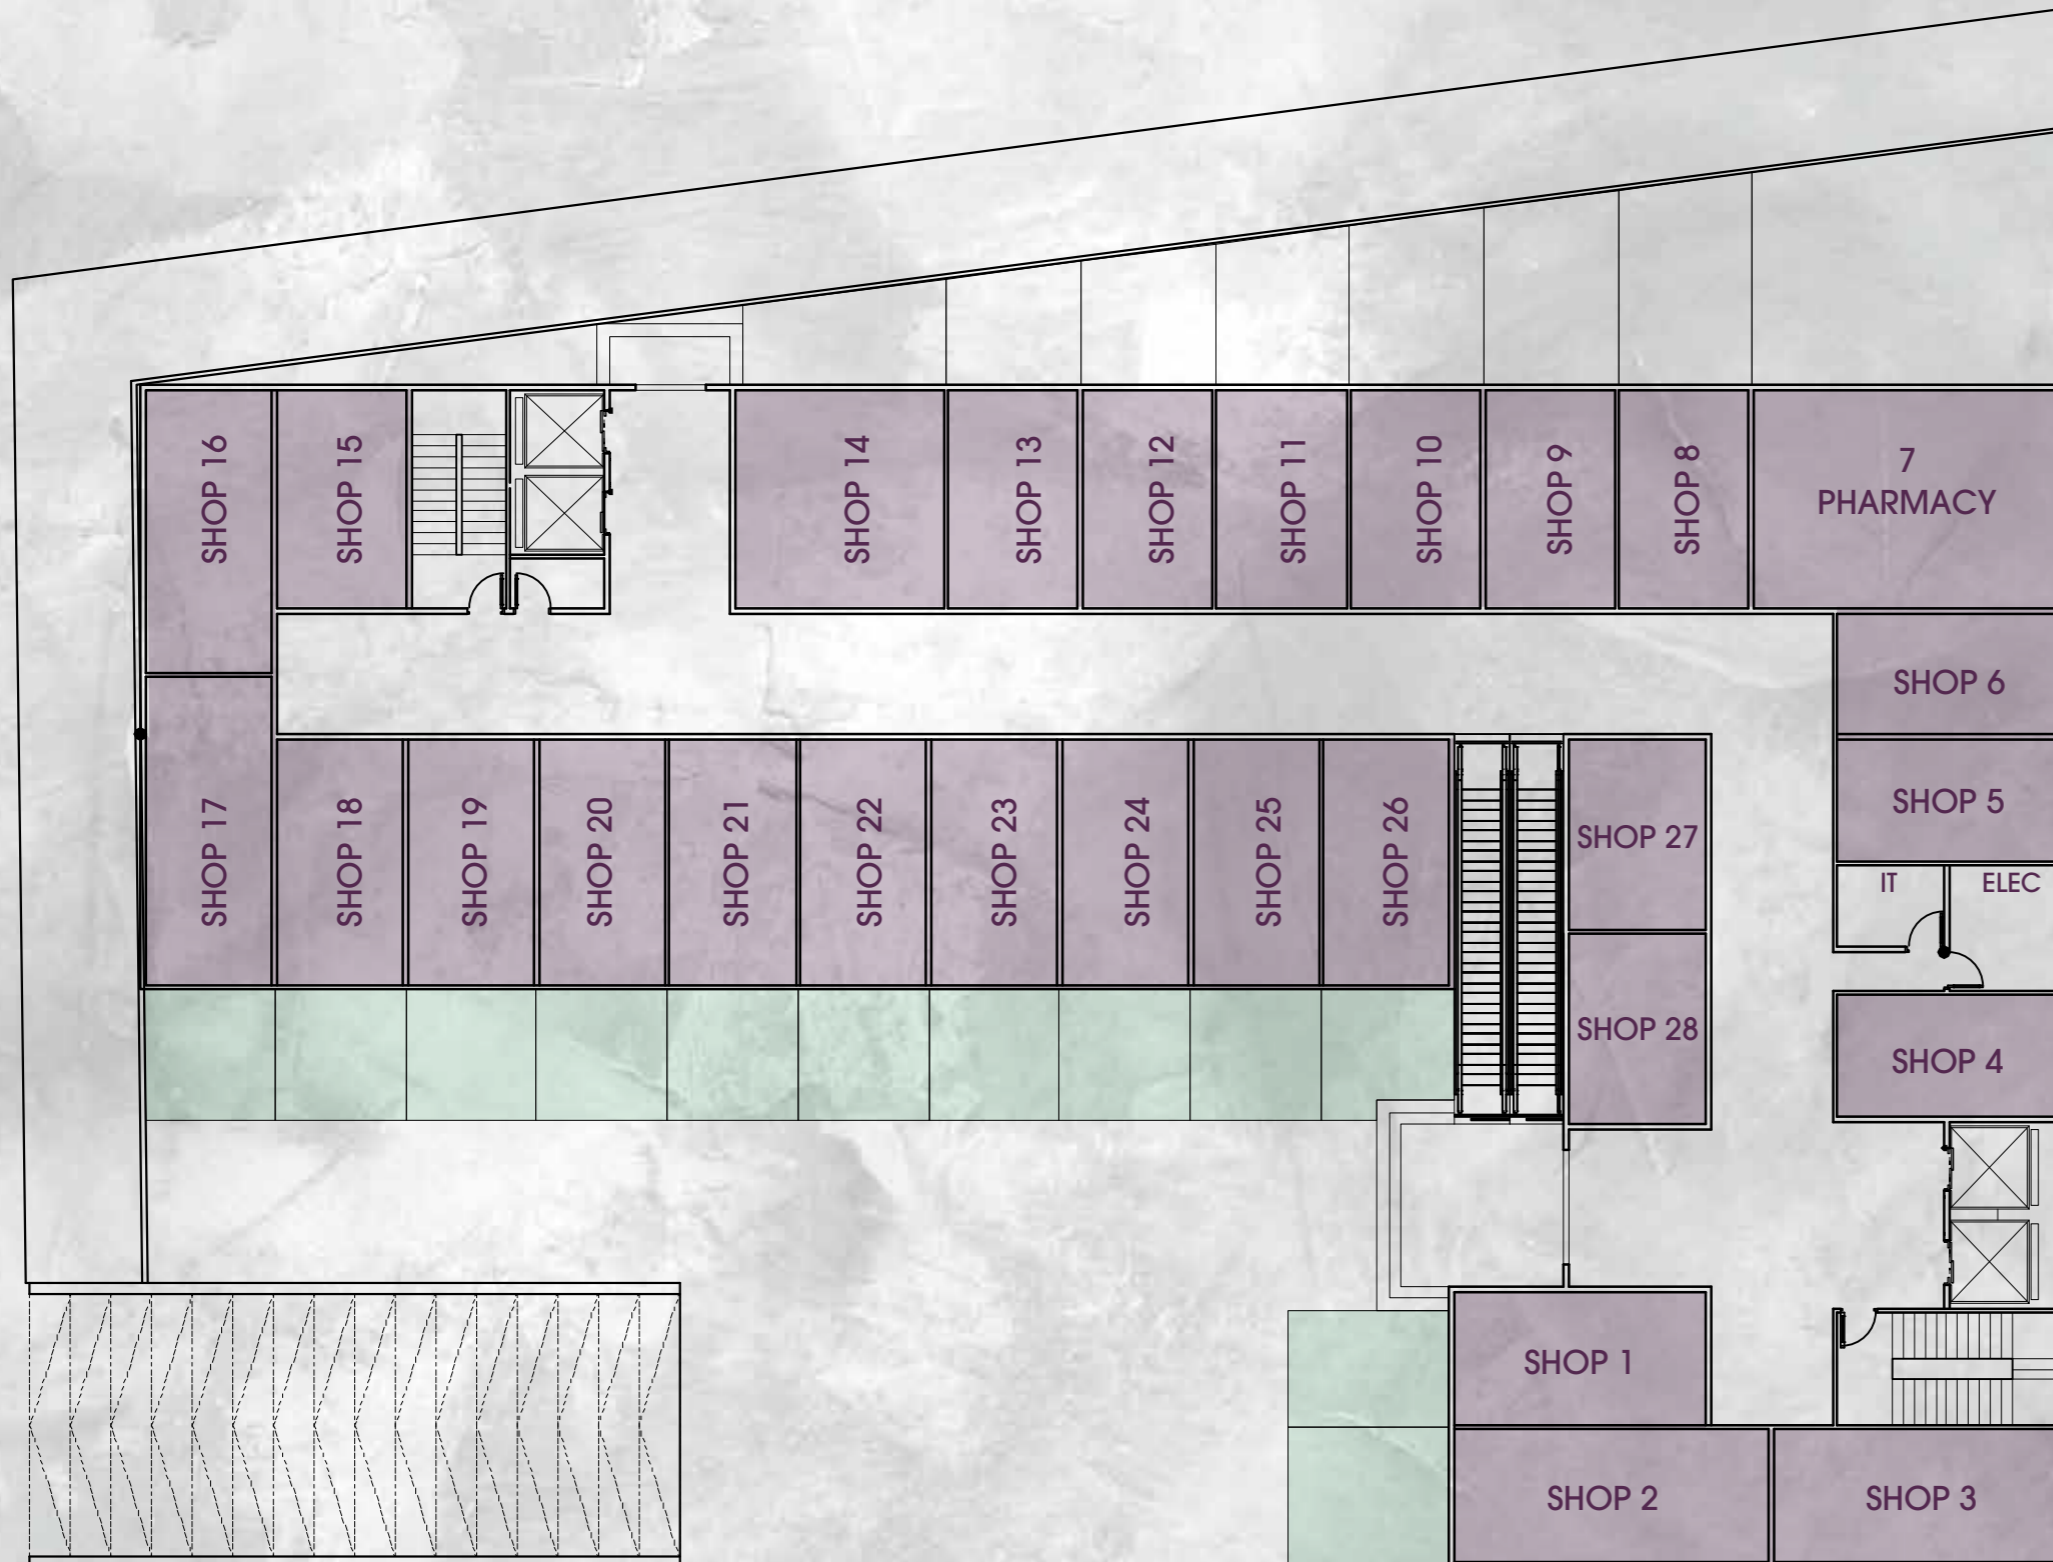 SHOP 16
SHOP 15
SHOP 14
SHOP 13
SHOP 12
SHOP 11
SHOP 10
SHOP 9
SHOP 8
7
PHARMACY
SHOP 6
SHOP 5
SHOP 17
SHOP 18
SHOP 19
SHOP 20
SHOP 21
SHOP 22
SHOP 23
SHOP 24
SHOP 25
SHOP 26
SHOP 27
IT
ELEC
SHOP 28
SHOP 4
SHOP 1
SHOP 2
SHOP 3